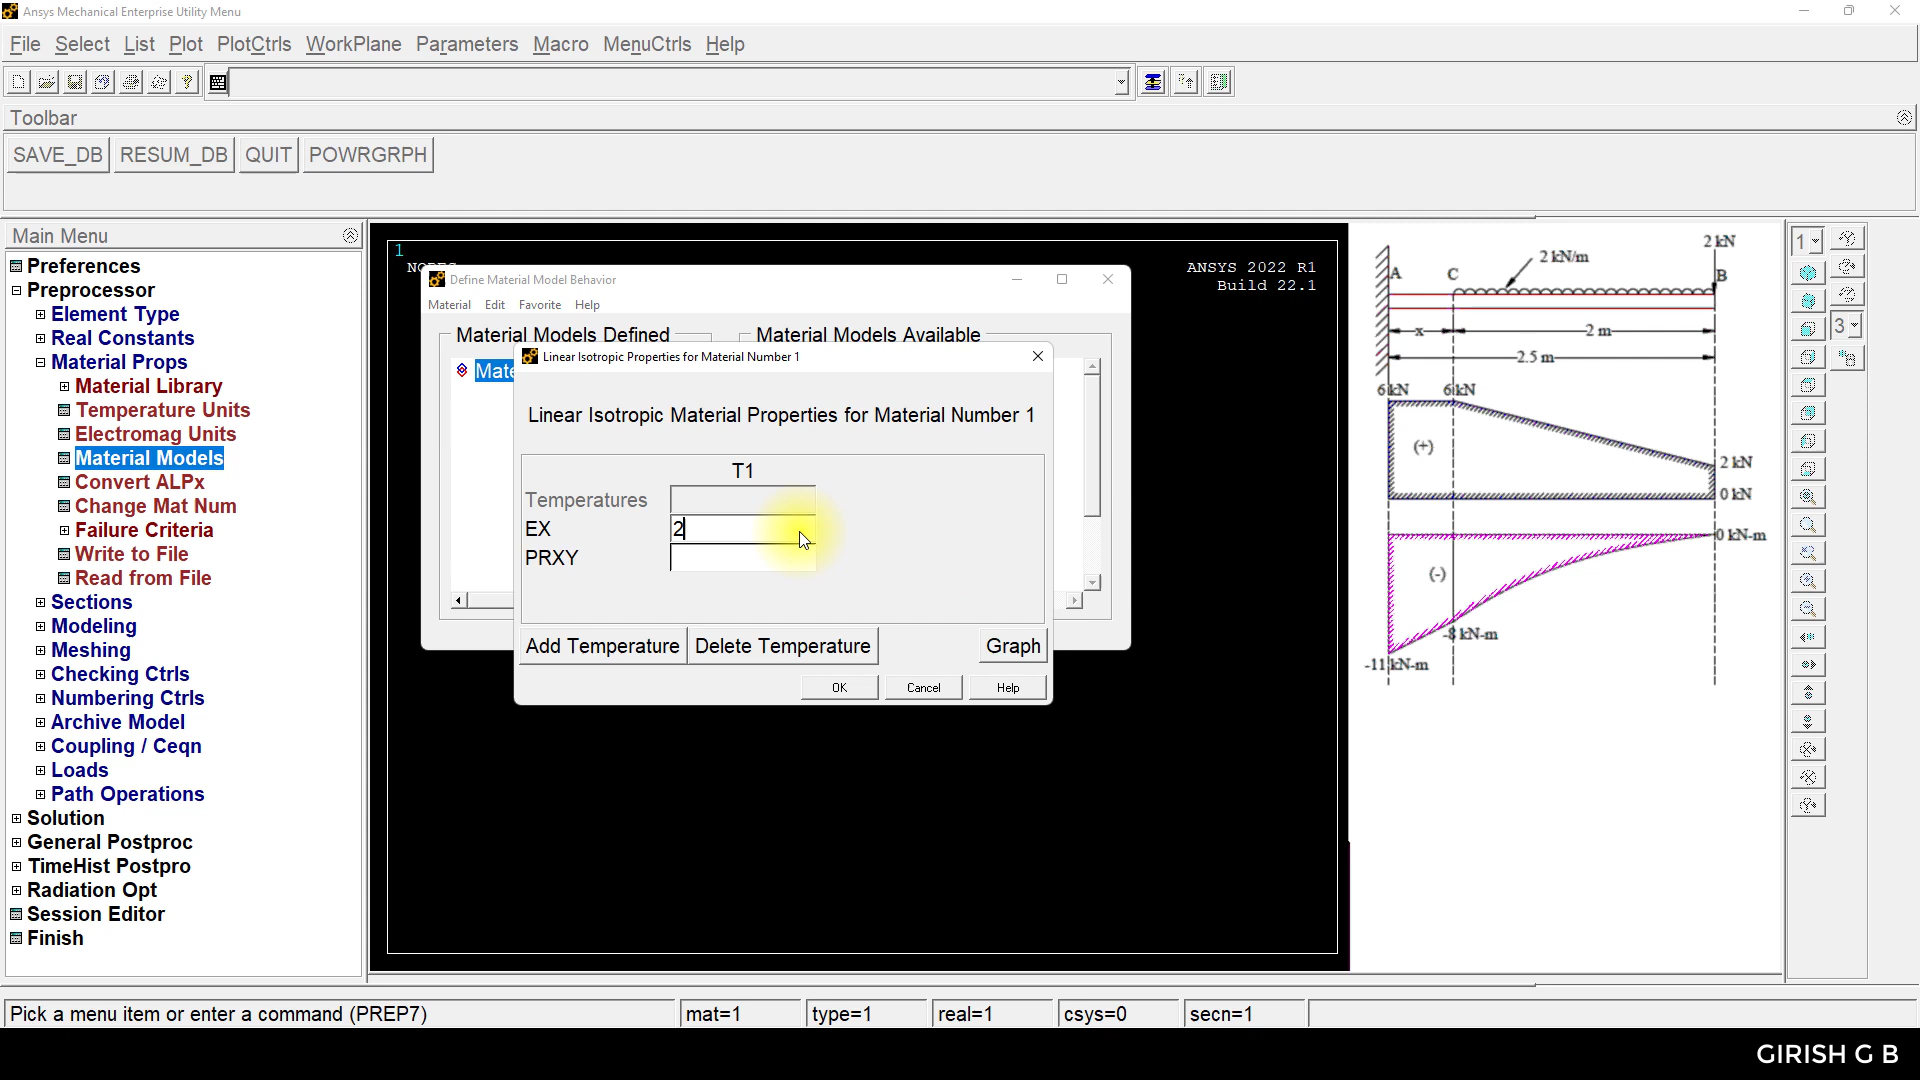 Ansys Mechanical Enterprise Utility Menu
File Select List Plot PlotCtrls WorkPlane Parameters Macro MenuCtrls Help
Toolbar
SAVE_DB RESUM_DB QUIT POWRGRPH
Main Menu
Preferences
Preprocessor
Element Type
Real Constants
Material Props
Material Library
Temperature Units
Electromag Units
Material Models
Convert ALPx
Change Mat Num
Failure Criteria
Write to File
Read from File
Sections
Modeling
Meshing
Checking Ctrls
Numbering Ctrls
Archive Model
Coupling / Ceqn
Loads
Path Operations
Solution
General Postproc
TimeHist Postpro
Radiation Opt
Session Editor
Finish
1
ANSYS 2022 R1
Build 22.1
Define Material Model Behavior
Material Edit Favorite Help
Material Models Defined
Material Models Available
Linear Isotropic Properties for Material Number 1
Linear Isotropic Material Properties for Material Number 1
T1
Temperatures
EX 2
PRXY
Add Temperature Delete Temperature Graph
OK Cancel Help
2 kN
2 kN/m
A C B
x 2 m
2.5 m
6 kN 6 kN
(+)
2 kN
0 kN
0 kN-m
(-)
-8 kN-m
-11 kN-m
1
3
Pick a menu item or enter a command (PREP7) mat=1 type=1 real=1 csys=0 secn=1
GIRISH G B